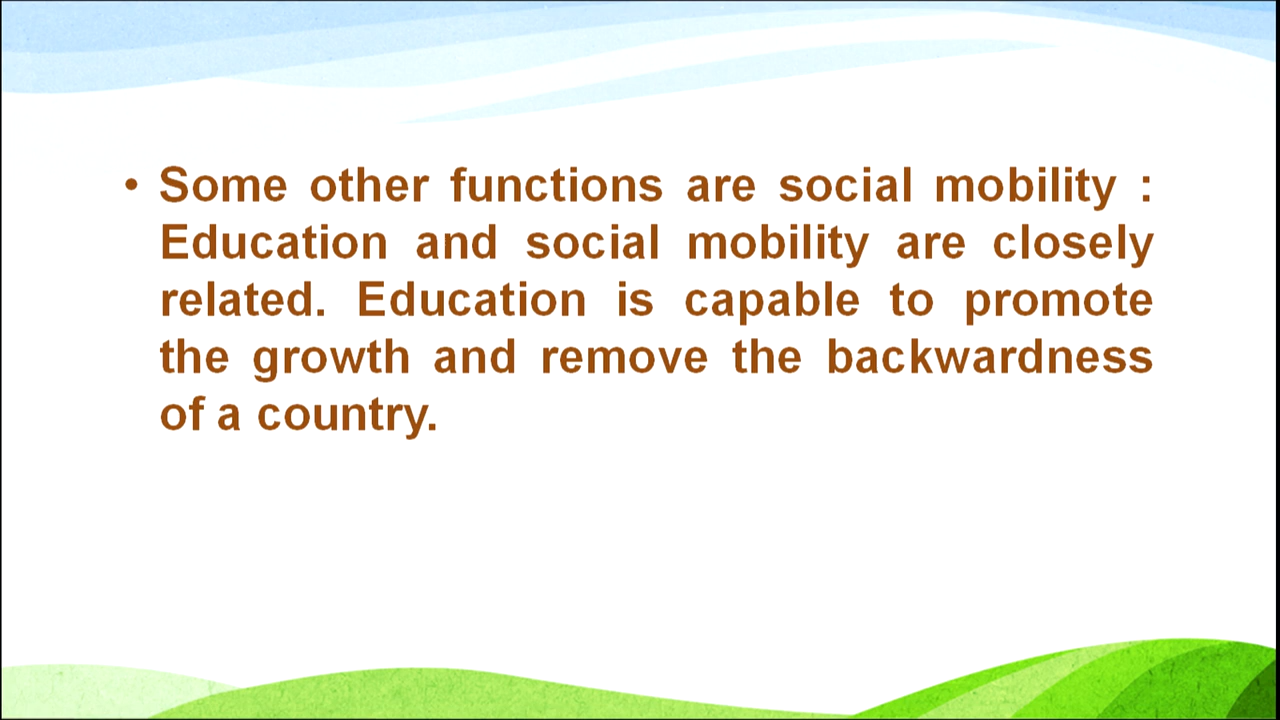 • Some other functions are social mobility :
Education and social mobility are closely
related. Education is capable to promote
the growth and remove the backwardness
of a country.